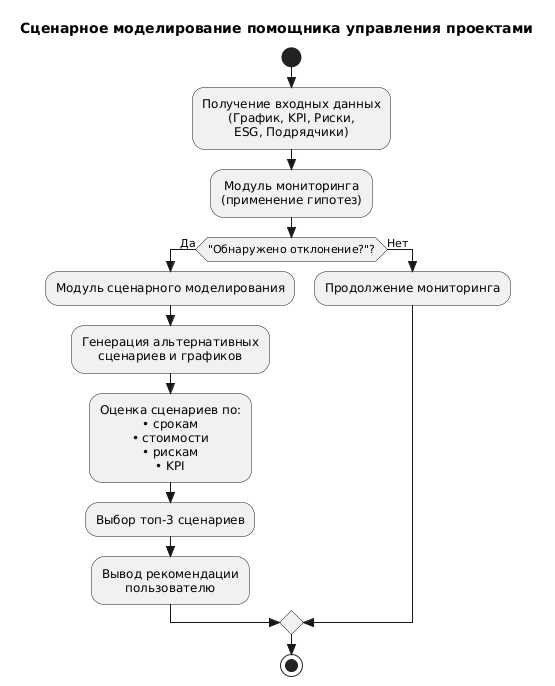 Сценарное моделирование помощника управления проектами
Получение входных данных
(График, KPI, Риски,
ESG, Подрядчики)
Модуль мониторинга
(применение гипотез)
Да
"Обнаружено отклонение?"?
Нет
Модуль сценарного моделирования
Продолжение мониторинга
Генерация альтернативных
сценариев и графиков
Оценка сценариев по:
• срокам
• стоимости
• рискам
• KPI
Выбор топ-3 сценариев
Вывод рекомендации
пользователю